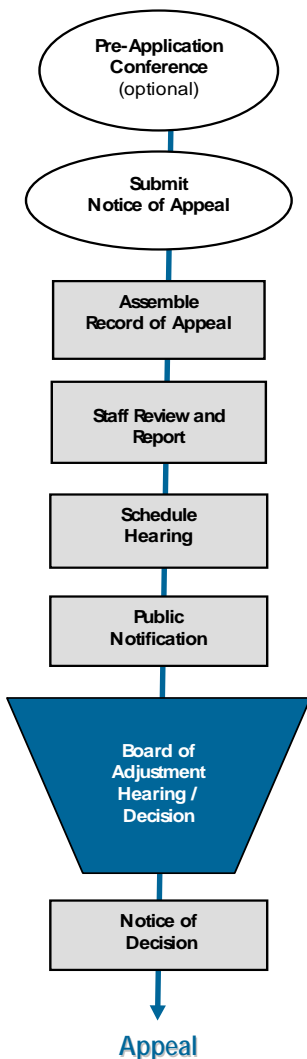 Pre-Application
Conference
(optional)
Submit
Notice of Appeal
Assemble
Record of Appeal
Staff Review and
Report
Schedule
Hearing
Public
Notification
Board of
Adjustment
Hearing /
Decision
Notice of
Decision
Appeal